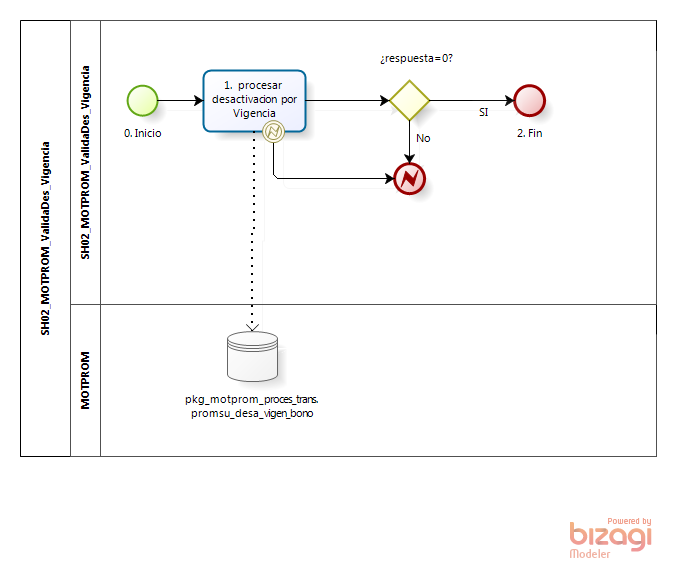 SH02_MOTPROM_ValidaDes_Vigencia
SH02_MOTPROM_ValidaDes_Vigencia
0. Inicio
1. procesar
desactivacion por
Vigencia
¿respuesta=0?
SI
No
2. Fin
MOTPROM
pkg_motprom_proces_trans.
promsu_desa_vigen_bono
Powered by
bizagi
Modeler